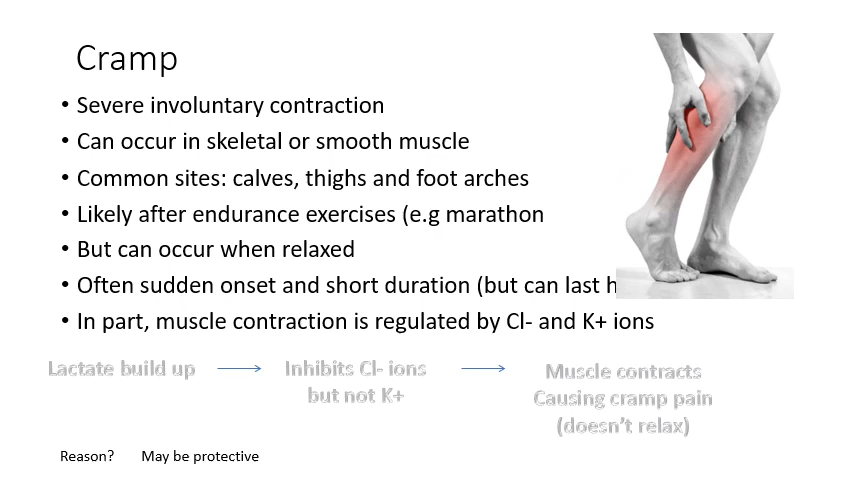 Cramp
• Severe involuntary contraction
• Can occur in skeletal or smooth muscle
• Common sites: calves, thighs and foot arches
• Likely after endurance exercises (e.g marathon
• But can occur when relaxed
• Often sudden onset and short duration (but can last
• In part, muscle contraction is regulated by Cl- and K+ ions
Lactate build up
Inhibits Cl- ions
but not K+
Muscle contracts
Causing cramp pain
(doesn't relax)
Reason? May be protective